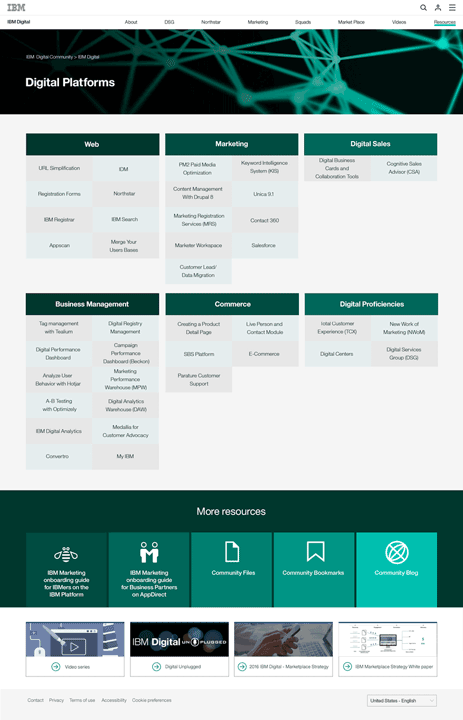 IBM
IBM Digital
About
DSG
Northstar
Marketing
Squads
Market Place
Videos
Resources
IBM Digital Community > IBM Digital
Digital Platforms
Web
URL Simplification
IDM
Registration Forms
Northstar
IBM Registrar
IBM Search
Appscan
Merge Your
Users Bases
Marketing
PM2 Paid Media
Optimization
Keyword Intelligence
System (KIS)
Content Management
With Drupal 8
Unica 9.1
Marketing Registration
Services (MRS)
Contact 360
Marketer Workspace
Salesforce
Customer Lead/
Data Migration
Digital Sales
Digital Business
Cards and
Collaboration Tools
Cognitive Sales
Advisor (CSA)
Business Management
Tag management
with Tealium
Digital Registry
Management
Digital Performance
Dashboard
Campaign
Performance
Dashboard (Beckon)
Analyze User
Behavior with Hotjar
Marketing
Performance
Warehouse (MPW)
A-B Testing
with Optimizely
Digital Analytics
Warehouse (DAW)
IBM Digital Analytics
Medallia for
Customer Advocacy
Convertro
My IBM
Commerce
Creating a Product
Detail Page
Live Person and
Contact Module
SBS Platform
E-Commerce
Parature Customer
Support
Digital Proficiencies
Total Customer
Experience (TCX)
New Work of
Marketing (NWoM)
Digital Centers
Digital Services
Group (DSG)
More resources
IBM Marketing
onboarding guide
for IBMers on the
IBM Platform
IBM Marketing
onboarding guide
for Business Partners
on AppDirect
Community Files
Community Bookmarks
Community Blog
IBM Digital UNPLUGGED
Video series
Digital Unplugged
2016 IBM Digital - Marketplace Strategy
IBM Marketplace Strategy White paper
Contact
Privacy
Terms of use
Accessibility
Cookie preferences
United States - English